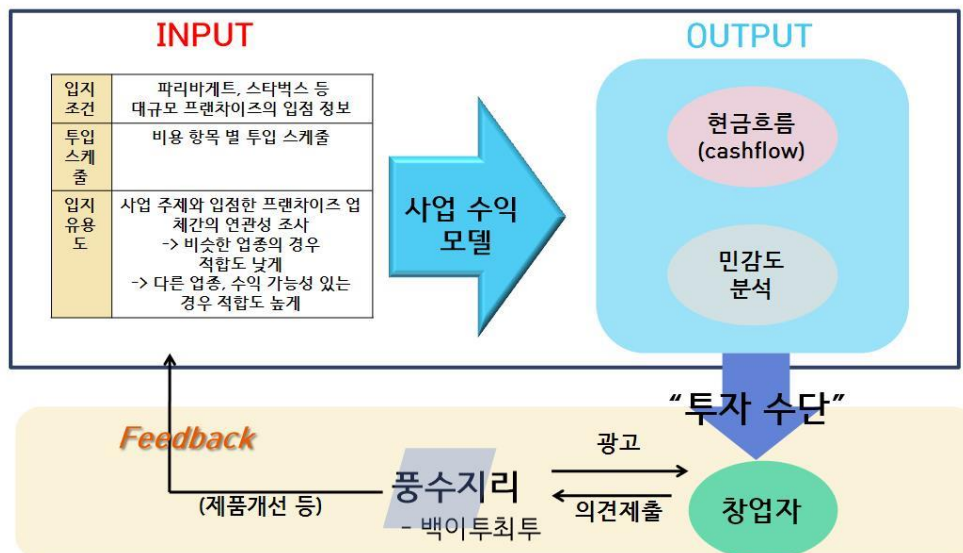 INPUT
OUTPUT
입지
조건
파리바게트, 스타벅스 등
대규모 프랜차이즈의 입점 정보
투입
스케
줄
비용 항목 별 투입 스케줄
입지
유용
도
사업 주제와 입점한 프랜차이즈 업
체간의 연관성 조사
-> 비슷한 업종의 경우
적합도 낮게
-> 다른 업종, 수익 가능성 있는
경우 적합도 높게
사업 수익
모델
현금흐름
(cashflow)
민감도
분석
“투자 수단”
Feedback
(제품개선 등)
풍수지리
- 백이투최투
광고
의견제출
창업자